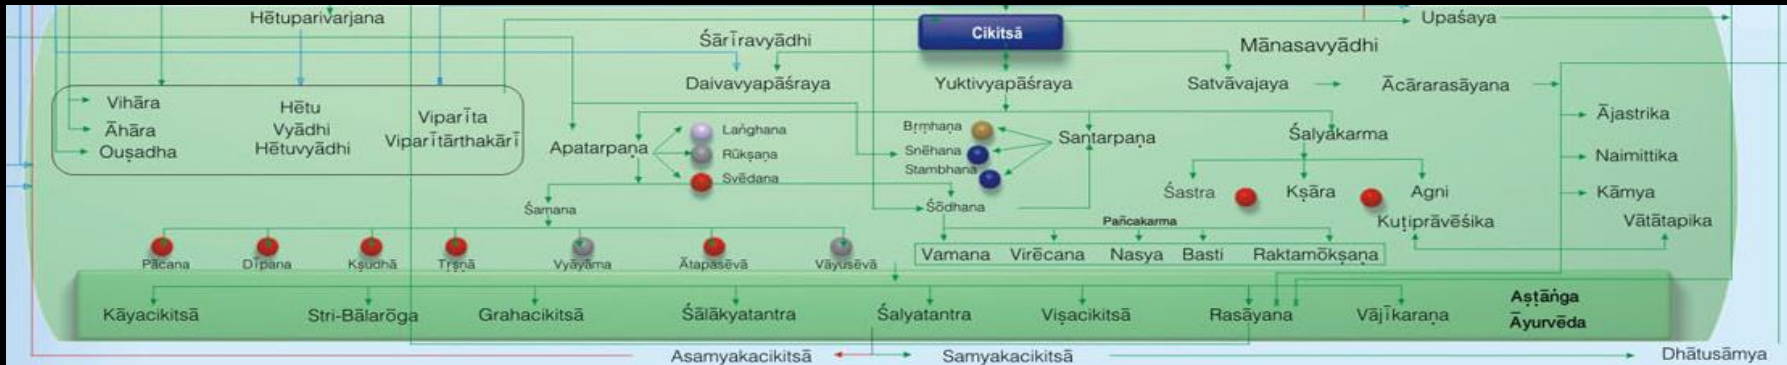 Hētuparivarjana
Cikitsā
Upaśaya
Śārīravyādhi
Mānasavyādhi
Daivavyapāśraya
Yuktivyapāśraya
Satvāvajaya
Ācārarasāyana
Vihāra
Āhāra
Ouṣadha
Hētu
Vyādhi
Hētuvyādhi
Viparīta
Viparītārthakārī
Apatarpaṇa
Laṅghana
Rūkṣaṇa
Svēdana
Bṛṃhaṇa
Snēhana
Stambhana
Santarpaṇa
Śalyakarma
Śastra
Kṣāra
Agni
Ājastrika
Naimittika
Kāmya
Kuṭiprāvēśika
Vātātapika
Śamana
Śōdhana
Pañcakarma
Vamana Virēcana Nasya Basti Raktamōkṣaṇa
Pācana Dīpana Kṣudhā Tṛṣṇā Vyāyāma Ātapasēvā Vāyusēvā
Kāyacikitsā Stri-Bālarōga Grahacikitsā Śālākyatantra Śalyatantra Viṣacikitsā Rasāyana Vājīkaraṇa
Aṣṭāṅga
Āyurvēda
Asamyakacikitsā Samyakacikitsā Dhātusāmya